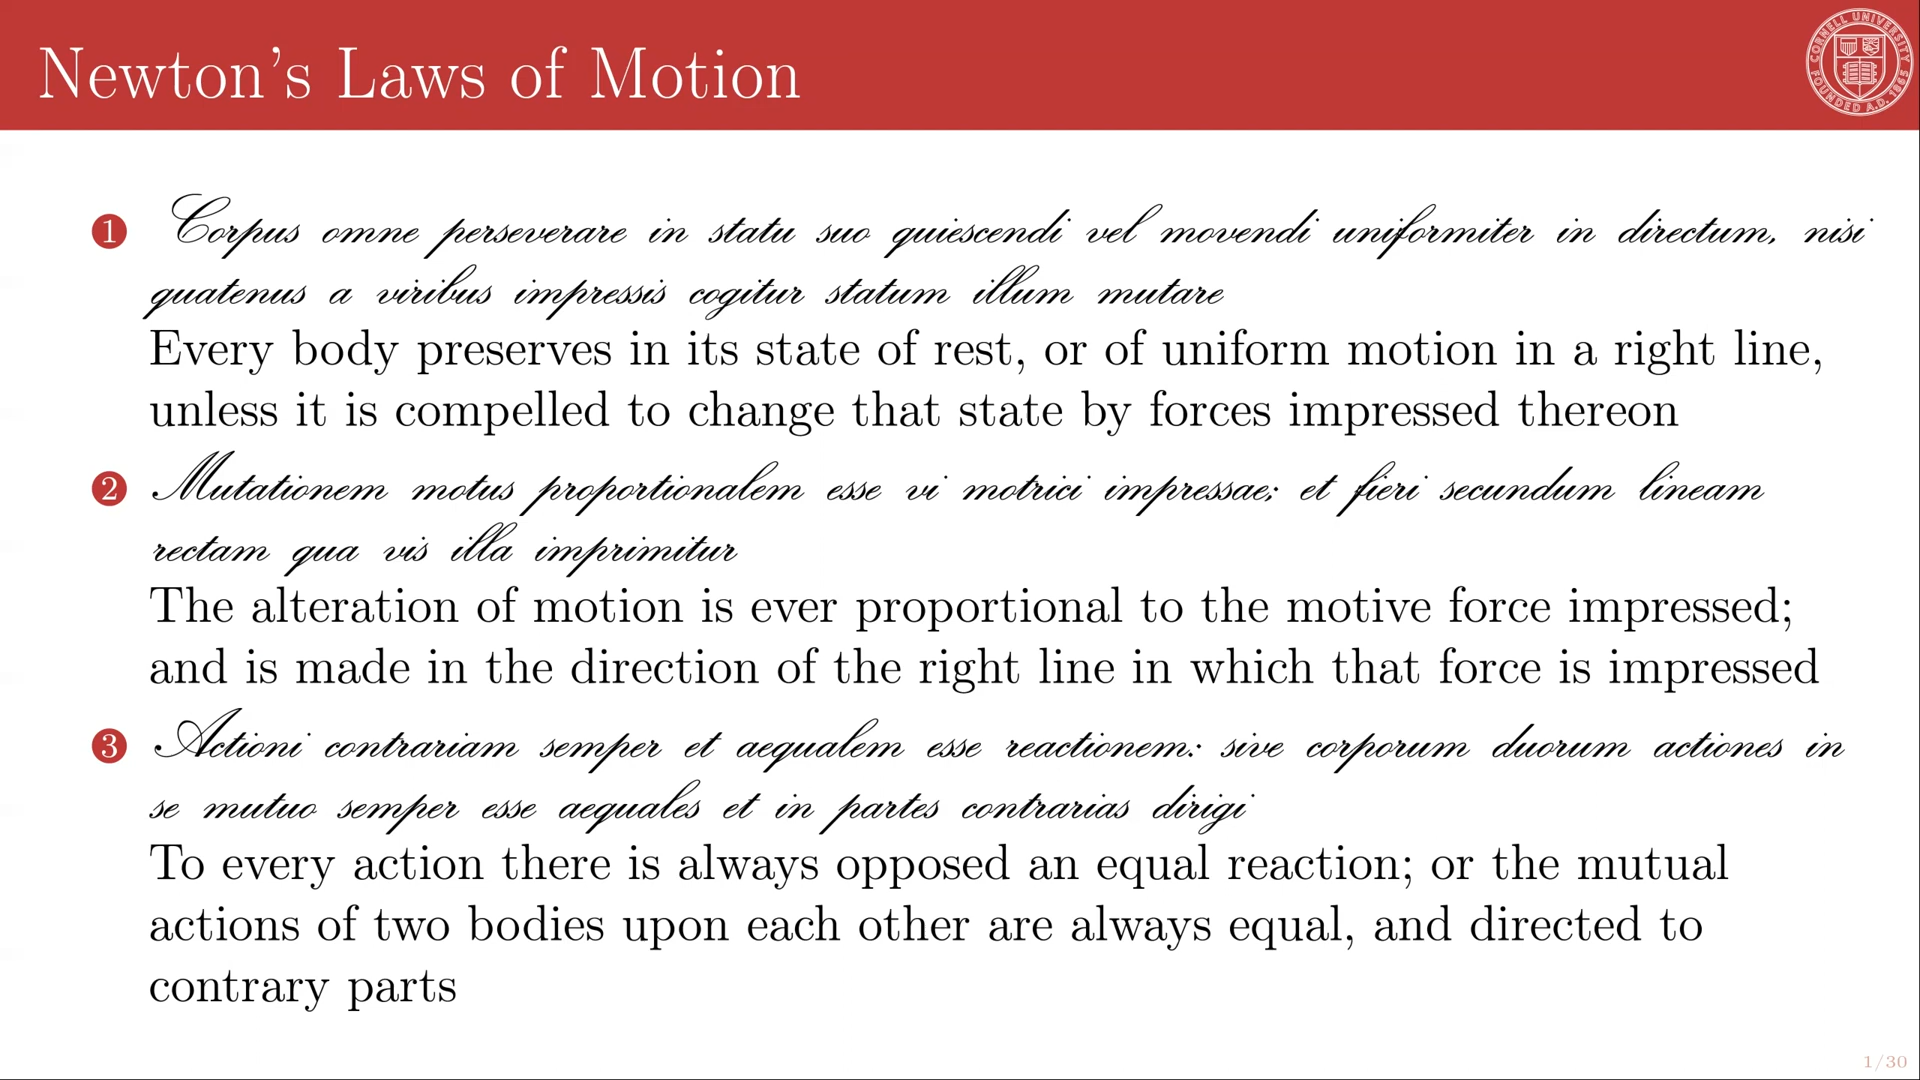 Newton's Laws of Motion
CORNELL UNIVERSITY
FOUNDED A.D. 1865
1 Corpus omne perseverare in statu suo quiescendi vel movendi uniformiter in directum, nisi
quatenus a viribus impressis cogitur statum illum mutare
Every body preserves in its state of rest, or of uniform motion in a right line,
unless it is compelled to change that state by forces impressed thereon
2 Mutationem motus proportionalem esse vi motrici impressae; et fieri secundum lineam
rectam qua vis illa imprimitur
The alteration of motion is ever proportional to the motive force impressed;
and is made in the direction of the right line in which that force is impressed
3 Actioni contrariam semper et aequalem esse reactionem: sive corporum duorum actiones in
se mutuo semper esse aequales et in partes contrarias dirigi
To every action there is always opposed an equal reaction; or the mutual
actions of two bodies upon each other are always equal, and directed to
contrary parts
1/30